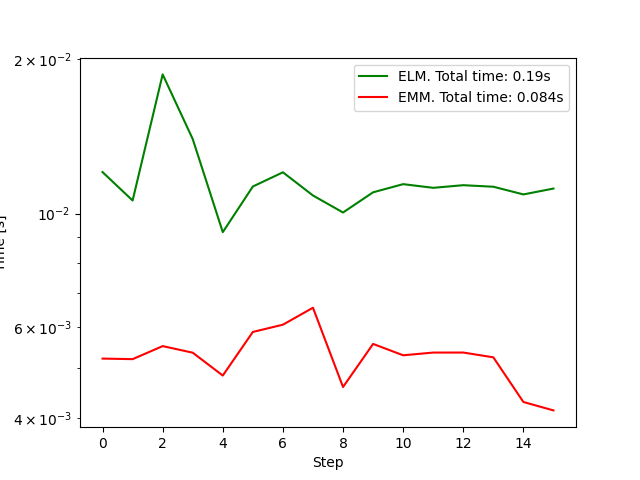 2 × 10⁻²
10⁻²
6 × 10⁻³
4 × 10⁻³
ELM. Total time: 0.19s
EMM. Total time: 0.084s
0 2 4 6 8 10 12 14
Step